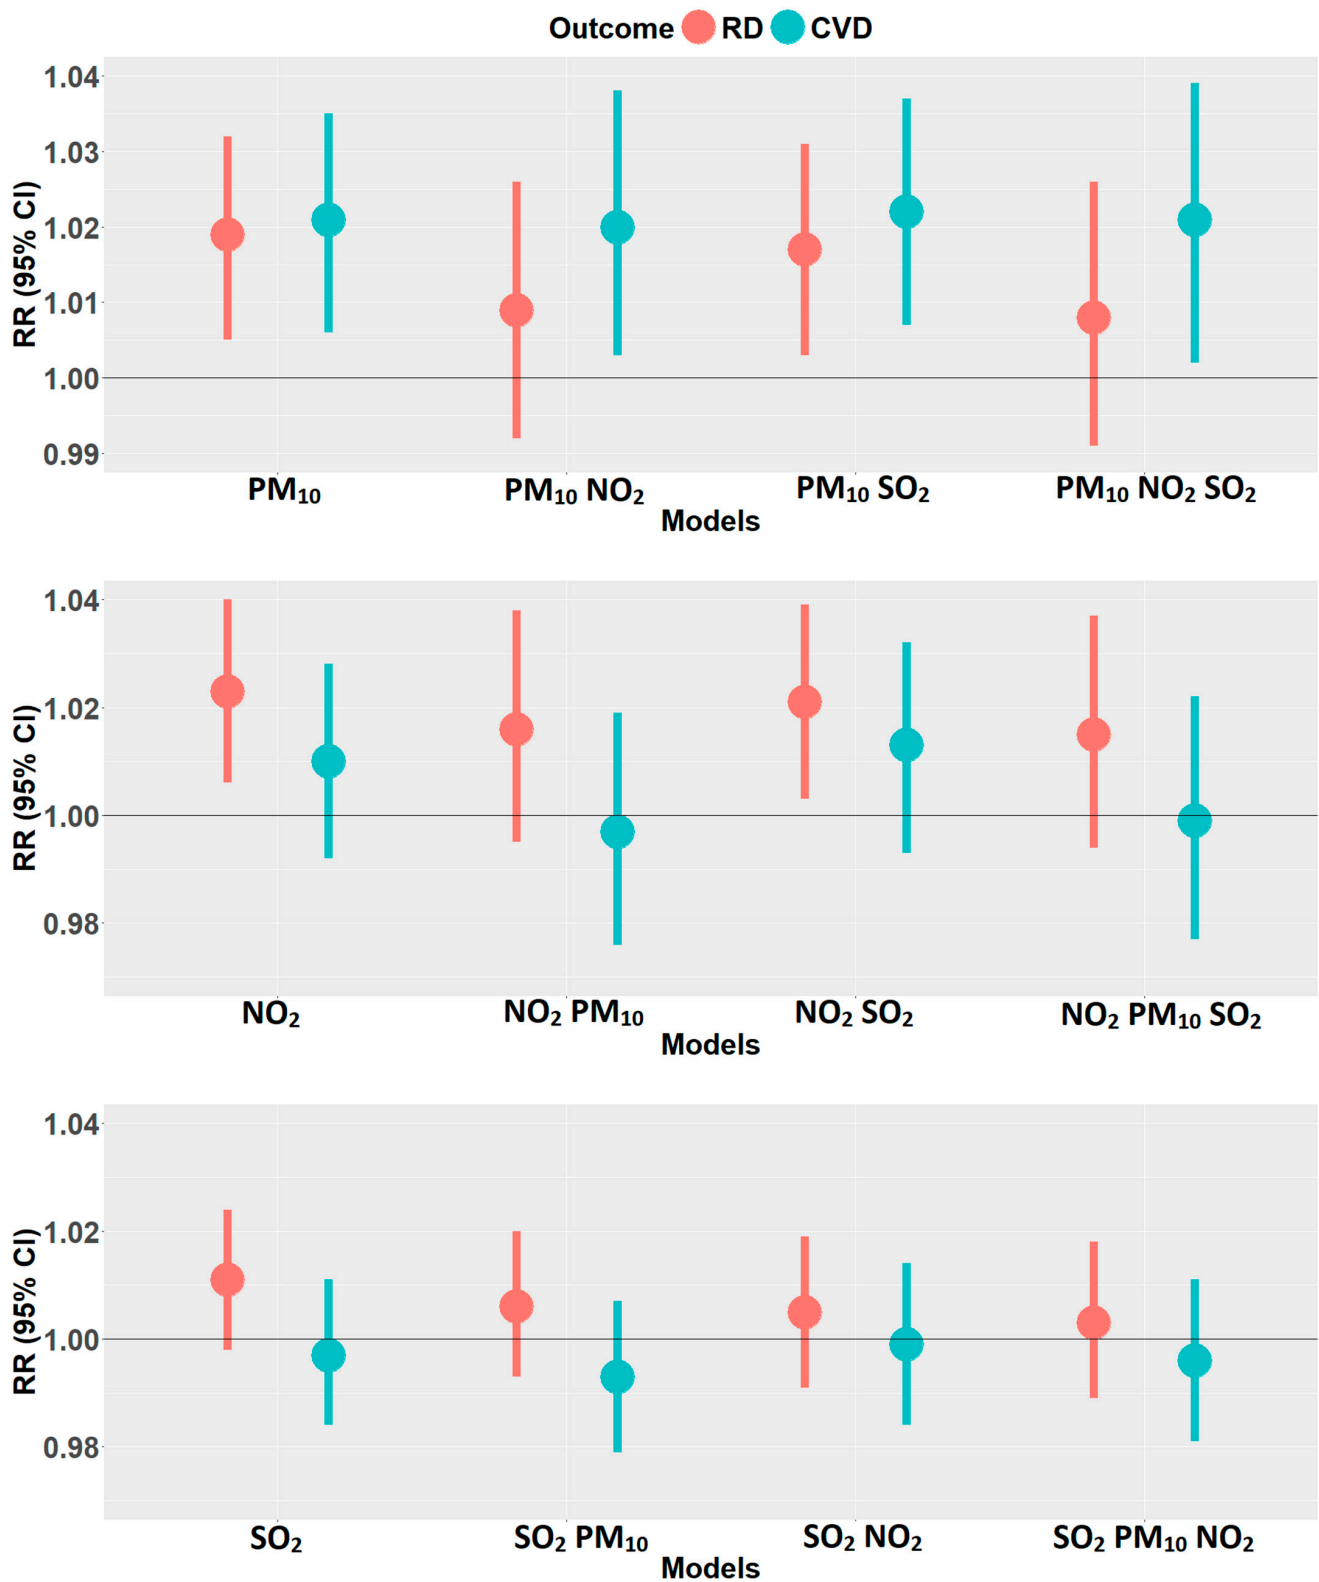 Outcome RD CVD
RR (95% CI)
1.04
1.03
1.02
1.01
1.00
0.99
PM₁₀ PM₁₀ NO₂ PM₁₀ SO₂ PM₁₀ NO₂ SO₂
Models
RR (95% CI)
1.04
1.02
1.00
0.98
NO₂ NO₂ PM₁₀ NO₂ SO₂ NO₂ PM₁₀ SO₂
Models
RR (95% CI)
1.04
1.02
1.00
0.98
SO₂ SO₂ PM₁₀ SO₂ NO₂ SO₂ PM₁₀ NO₂
Models